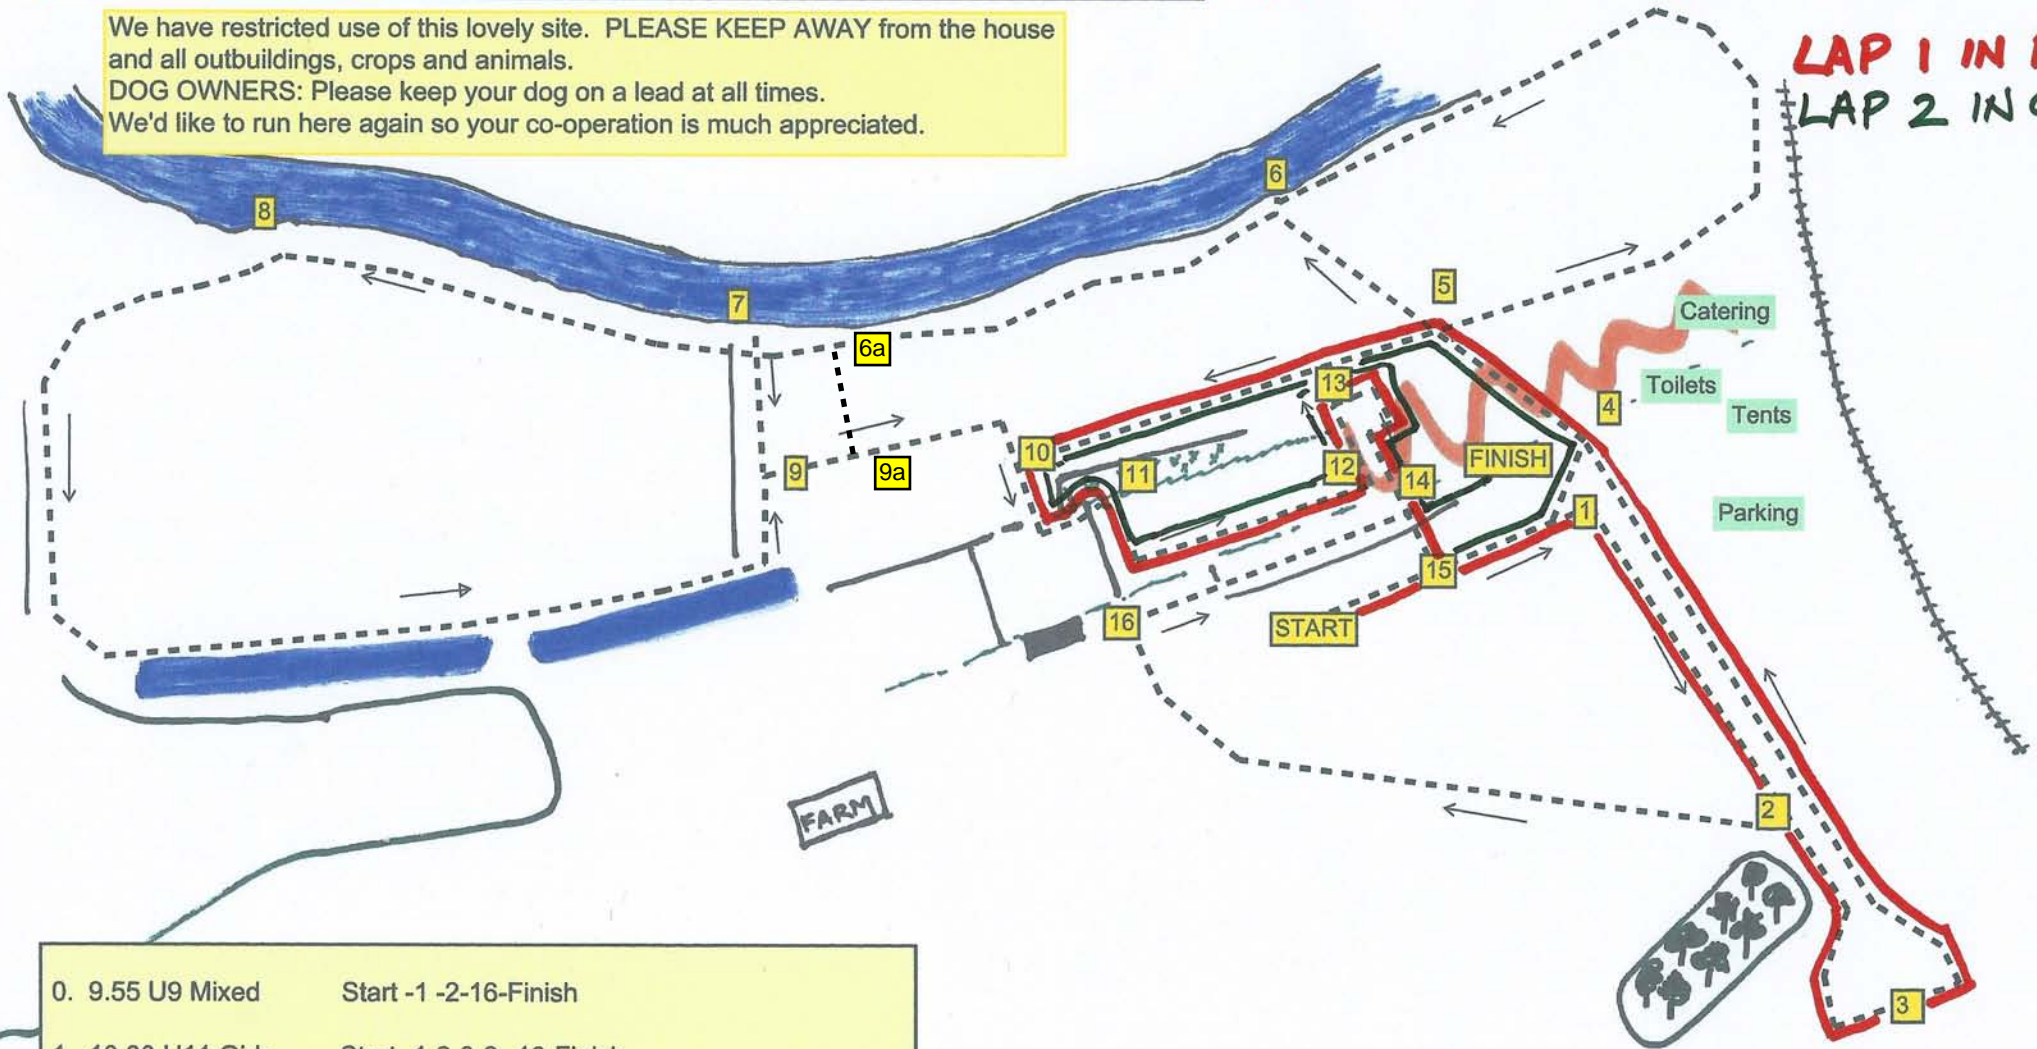 We have restricted use of this lovely site. PLEASE KEEP AWAY from the house
and all outbuildings, crops and animals.
DOG OWNERS: Please keep your dog on a lead at all times.
We'd like to run here again so your co-operation is much appreciated.
LAP 1 IN
LAP 2 IN
6
8
5
7
Catering
6a
13
Toilets
4
Tents
10
FINISH
12
11
9
9a
14
1
Parking
15
16
START
2
FARM
3
0. 9.55 U9 Mixed Start -1 -2-16-Finish